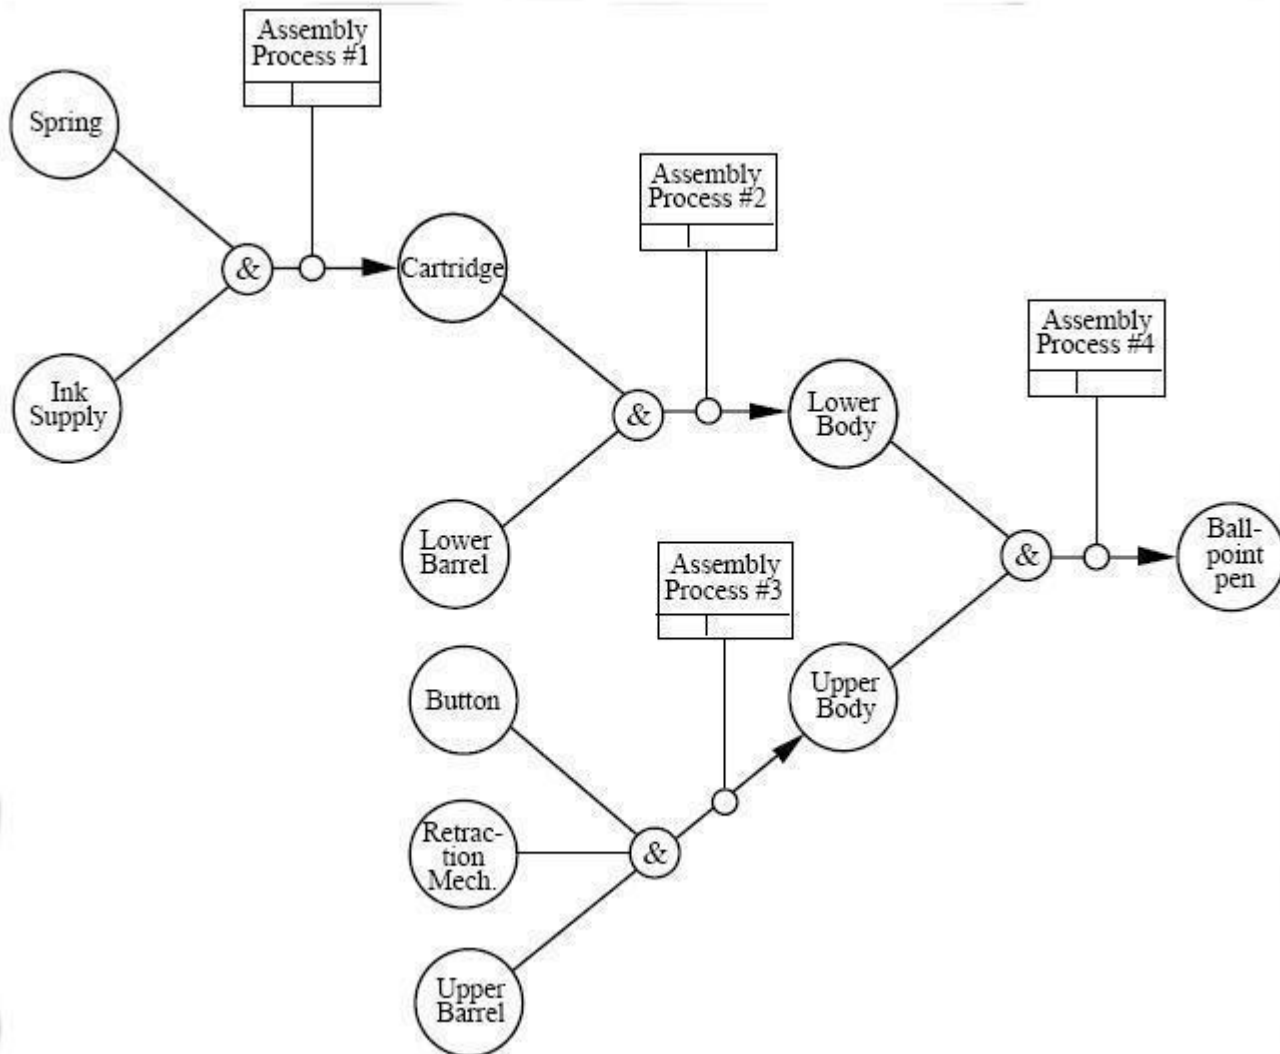 Assembly
Process #1
Spring
Assembly
Process #2
&
Cartridge
Assembly
Process #4
Ink
Supply
&
Lower
Body
Lower
Barrel
Assembly
Process #3
&
Ball-
point
pen
Button
Upper
Body
Retrac-
tion
Mech.
&
Upper
Barrel